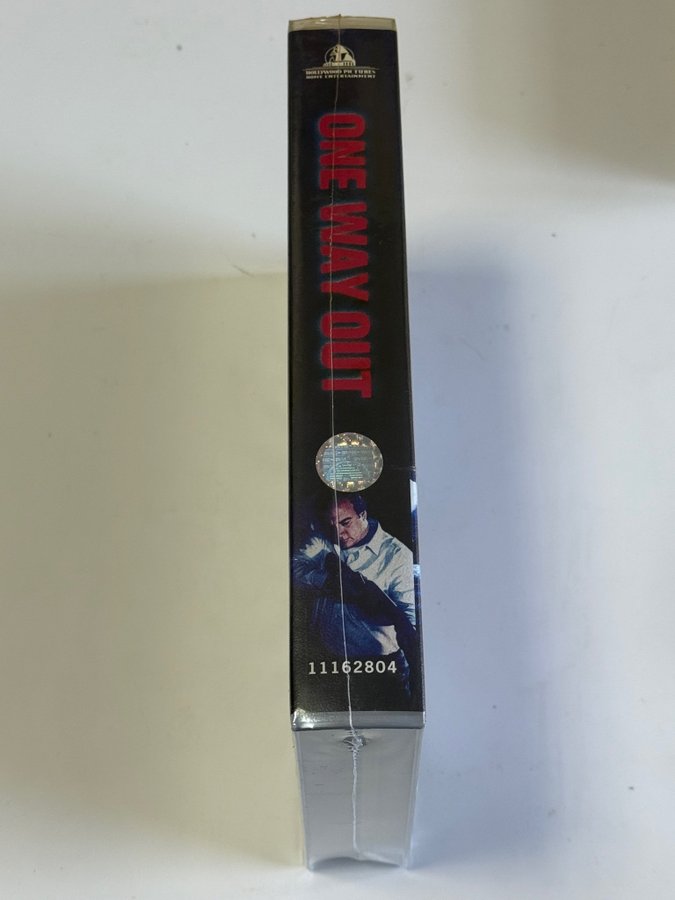 HOLLYWOOD PICTURES
HOME ENTERTAINMENT
ONE WAY OUT
11162804